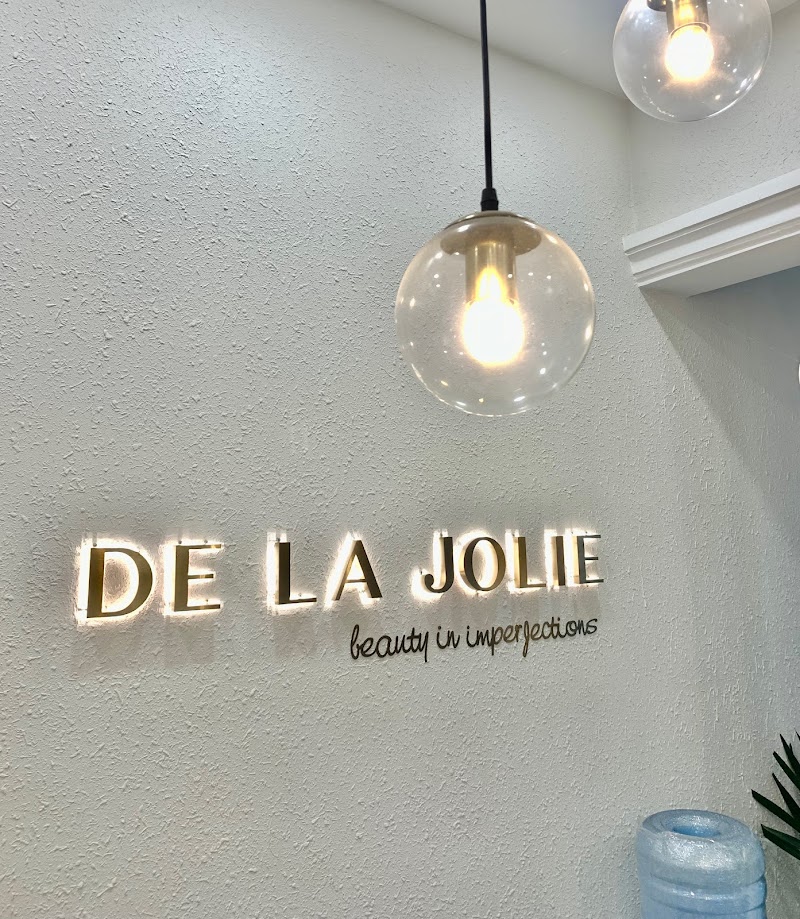 DE LA JOLIE
beauty in imperfections